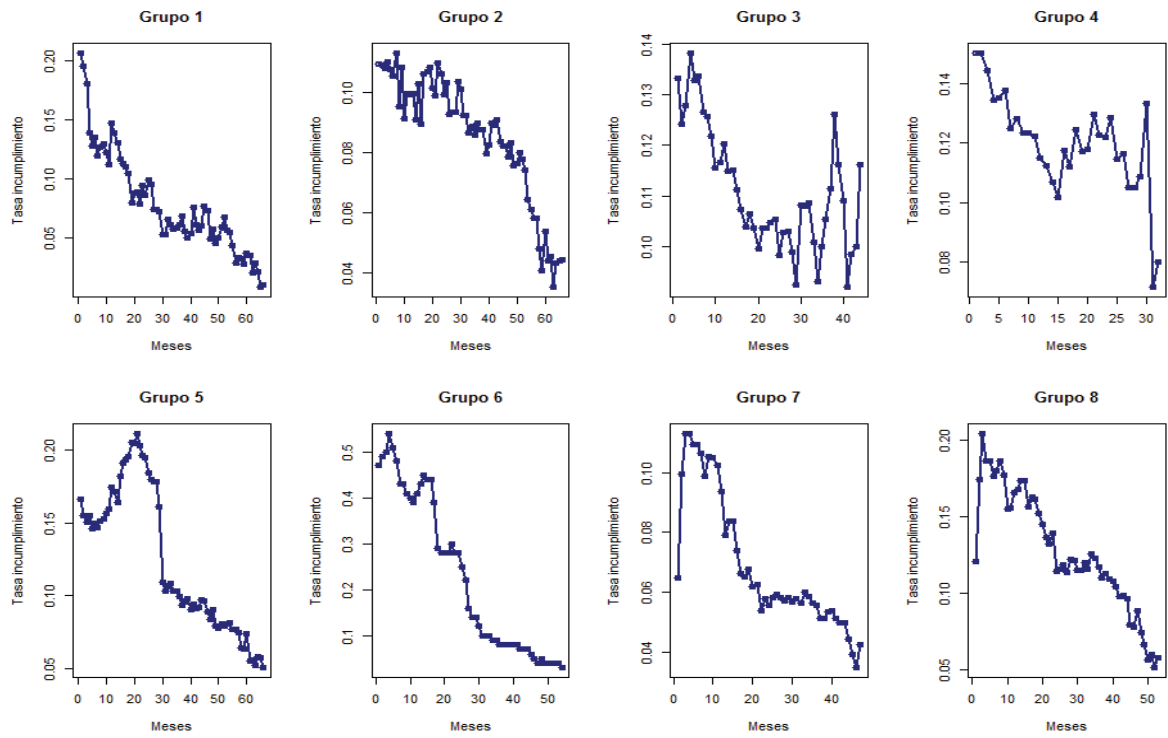 Grupo 1
Tasa incumplimiento
0.05 0.10 0.15 0.20
0 10 20 30 40 50 60
Meses
Grupo 2
Tasa incumplimiento
0.04 0.06 0.08 0.10
0 10 20 30 40 50 60
Meses
Grupo 3
Tasa incumplimiento
0.10 0.11 0.12 0.13 0.14
0 10 20 30 40
Meses
Grupo 4
Tasa incumplimiento
0.08 0.10 0.12 0.14
0 5 10 15 20 25 30
Meses
Grupo 5
Tasa incumplimiento
0.05 0.10 0.15 0.20
0 10 20 30 40 50 60
Meses
Grupo 6
Tasa incumplimiento
0.1 0.2 0.3 0.4 0.5
0 10 20 30 40 50
Meses
Grupo 7
Tasa incumplimiento
0.04 0.06 0.08 0.10
0 10 20 30 40
Meses
Grupo 8
Tasa incumplimiento
0.05 0.10 0.15 0.20
0 10 20 30 40 50
Meses